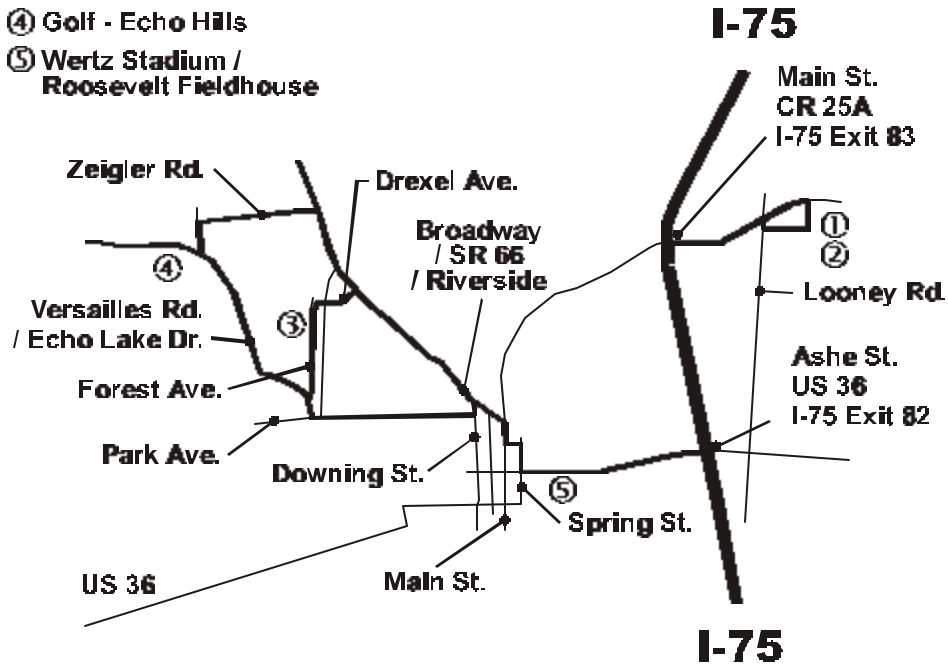 ④ Golf - Echo Hills
⑤ Wertz Stadium /
Roosevelt Fieldhouse
I-75
Main St.
CR 25A
I-75 Exit 83
Zeigler Rd.
Drexel Ave.
Broadway
/ SR 66
/ Riverside
①
②
④
Looney Rd.
Versailles Rd.
/ Echo Lake Dr.
③
Ashe St.
US 36
I-75 Exit 82
Forest Ave.
Park Ave.
Downing St.
⑤
Spring St.
Main St.
US 36
I-75